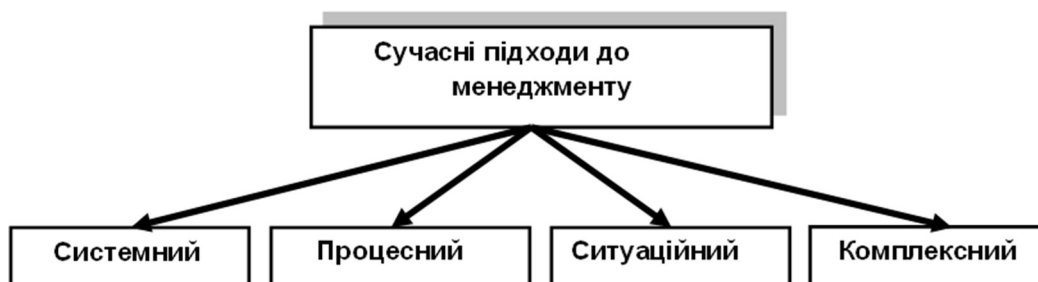 Сучасні підходи до
менеджменту
Системний
Процесний
Ситуаційний
Комплексний